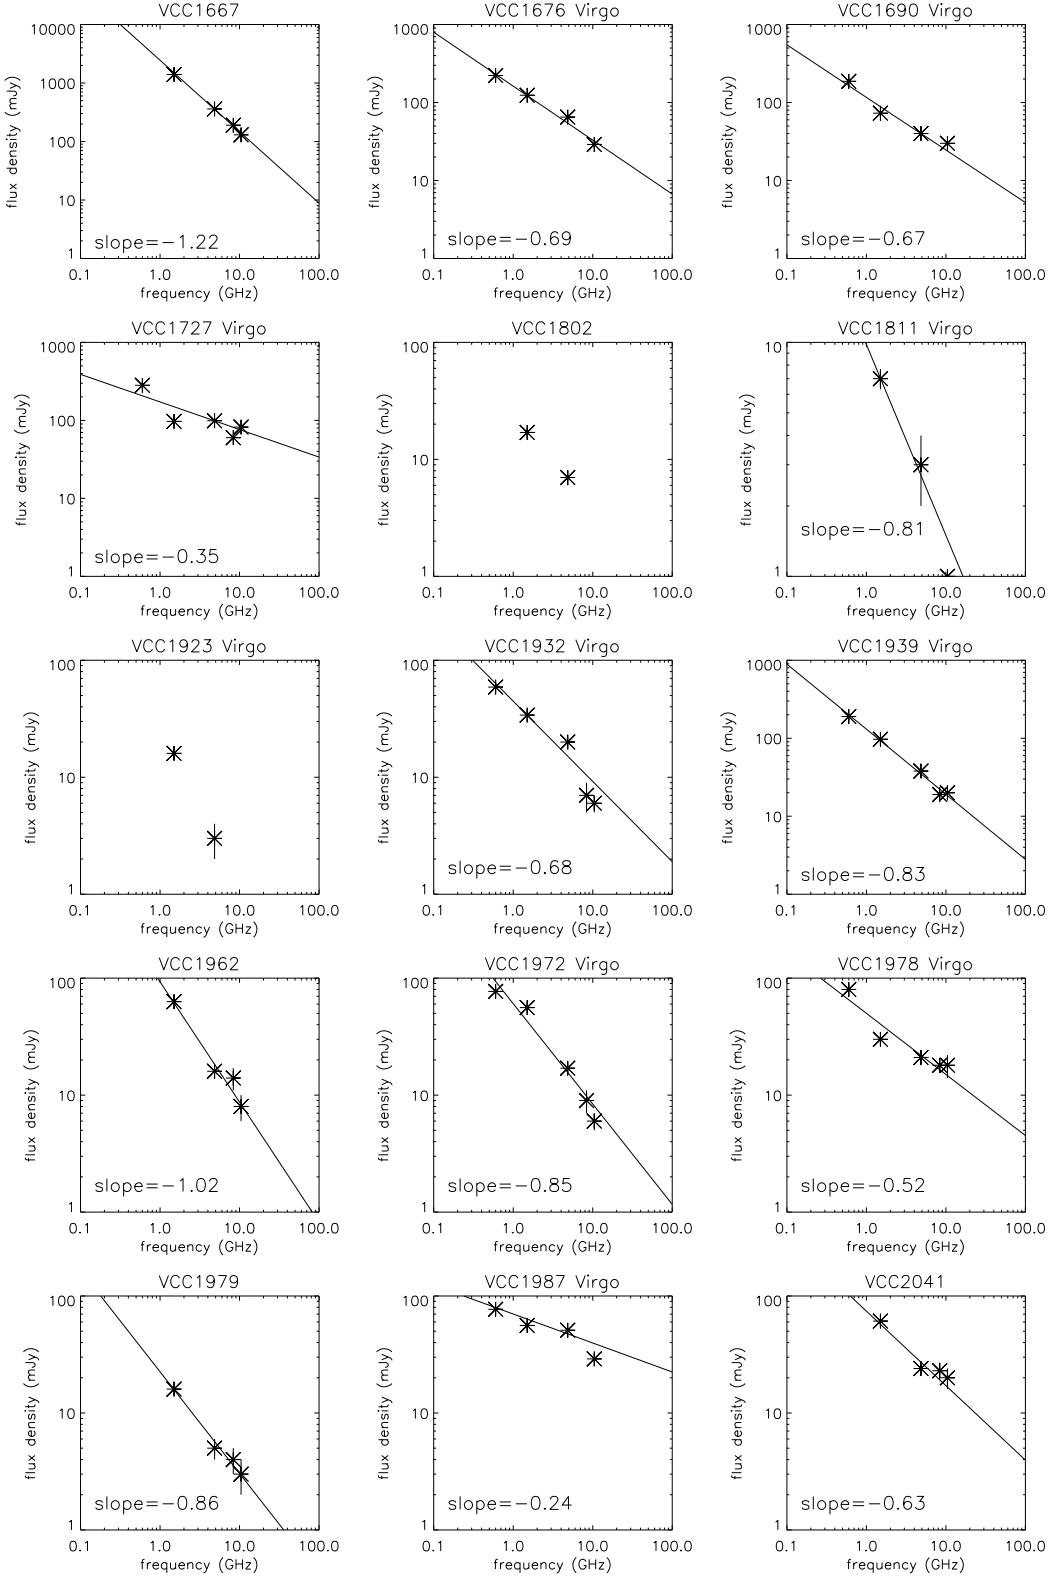 VCC1667
10000
1000
100
10
1
flux density (mJy)
slope=−1.22
0.1 1.0 10.0 100.0
frequency (GHz)
VCC1676 Virgo
1000
100
10
1
flux density (mJy)
slope=−0.69
0.1 1.0 10.0 100.0
frequency (GHz)
VCC1690 Virgo
1000
100
10
1
flux density (mJy)
slope=−0.67
0.1 1.0 10.0 100.0
frequency (GHz)
VCC1727 Virgo
1000
100
10
1
flux density (mJy)
slope=−0.35
0.1 1.0 10.0 100.0
frequency (GHz)
VCC1802
100
10
1
flux density (mJy)
0.1 1.0 10.0 100.0
frequency (GHz)
VCC1811 Virgo
10
1
flux density (mJy)
slope=−0.81
0.1 1.0 10.0 100.0
frequency (GHz)
VCC1923 Virgo
100
10
1
flux density (mJy)
0.1 1.0 10.0 100.0
frequency (GHz)
VCC1932 Virgo
100
10
1
flux density (mJy)
slope=−0.68
0.1 1.0 10.0 100.0
frequency (GHz)
VCC1939 Virgo
1000
100
10
1
flux density (mJy)
slope=−0.83
0.1 1.0 10.0 100.0
frequency (GHz)
VCC1962
100
10
1
flux density (mJy)
slope=−1.02
0.1 1.0 10.0 100.0
frequency (GHz)
VCC1972 Virgo
100
10
1
flux density (mJy)
slope=−0.85
0.1 1.0 10.0 100.0
frequency (GHz)
VCC1978 Virgo
100
10
1
flux density (mJy)
slope=−0.52
0.1 1.0 10.0 100.0
frequency (GHz)
VCC1979
100
10
1
flux density (mJy)
slope=−0.86
0.1 1.0 10.0 100.0
frequency (GHz)
VCC1987 Virgo
100
10
1
flux density (mJy)
slope=−0.24
0.1 1.0 10.0 100.0
frequency (GHz)
VCC2041
100
10
1
flux density (mJy)
slope=−0.63
0.1 1.0 10.0 100.0
frequency (GHz)